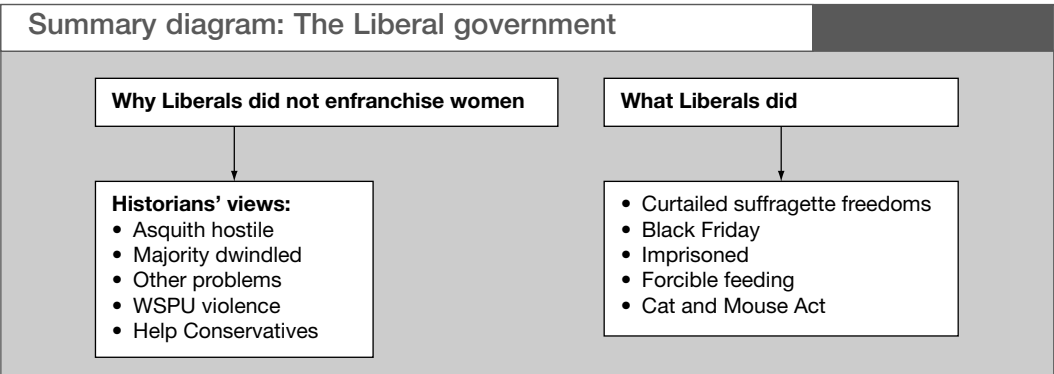 Summary diagram: The Liberal government
Why Liberals did not enfranchise women
Historians' views:
• Asquith hostile
• Majority dwindled
• Other problems
• WSPU violence
• Help Conservatives
What Liberals did
• Curtailed suffragette freedoms
• Black Friday
• Imprisoned
• Forcible feeding
• Cat and Mouse Act